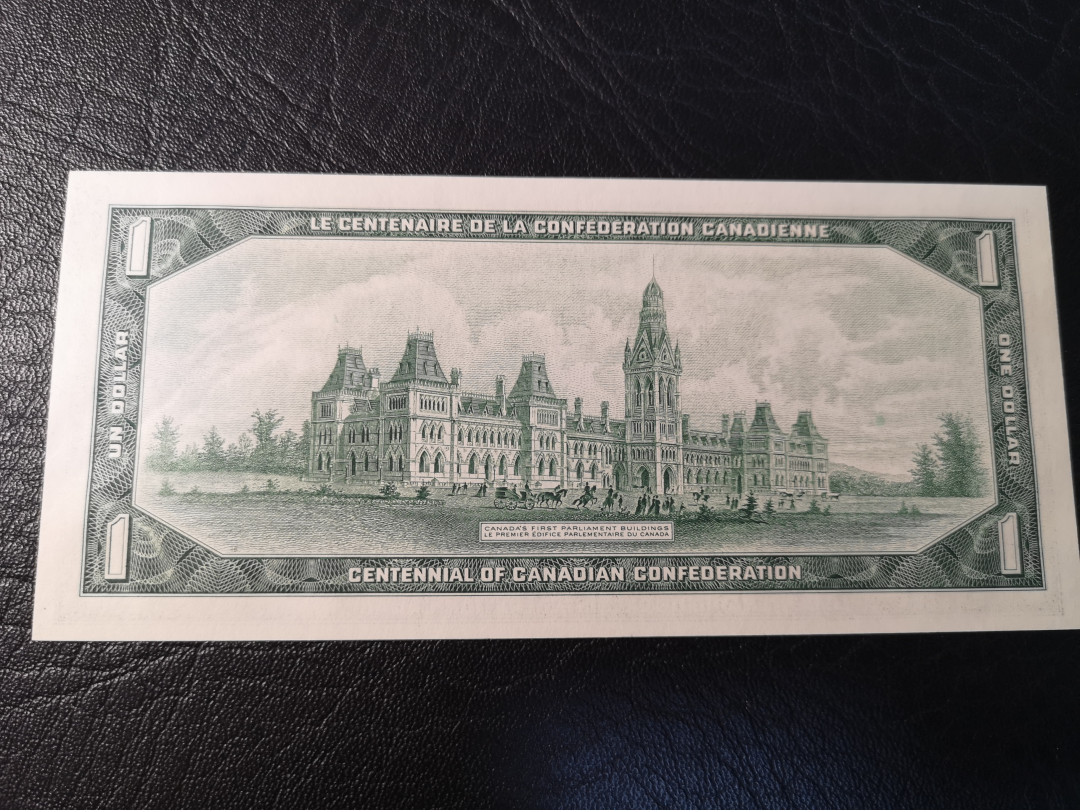 1
LE CENTENAIRE DE LA CONFEDERATION CANADIENNE
1
UN DOLLAR
ONE DOLLAR
CANADA'S FIRST PARLIAMENT BUILDINGS
LE PREMIER EDIFICE PARLEMENTAIRE DU CANADA
1
CENTENNIAL OF CANADIAN CONFEDERATION
1